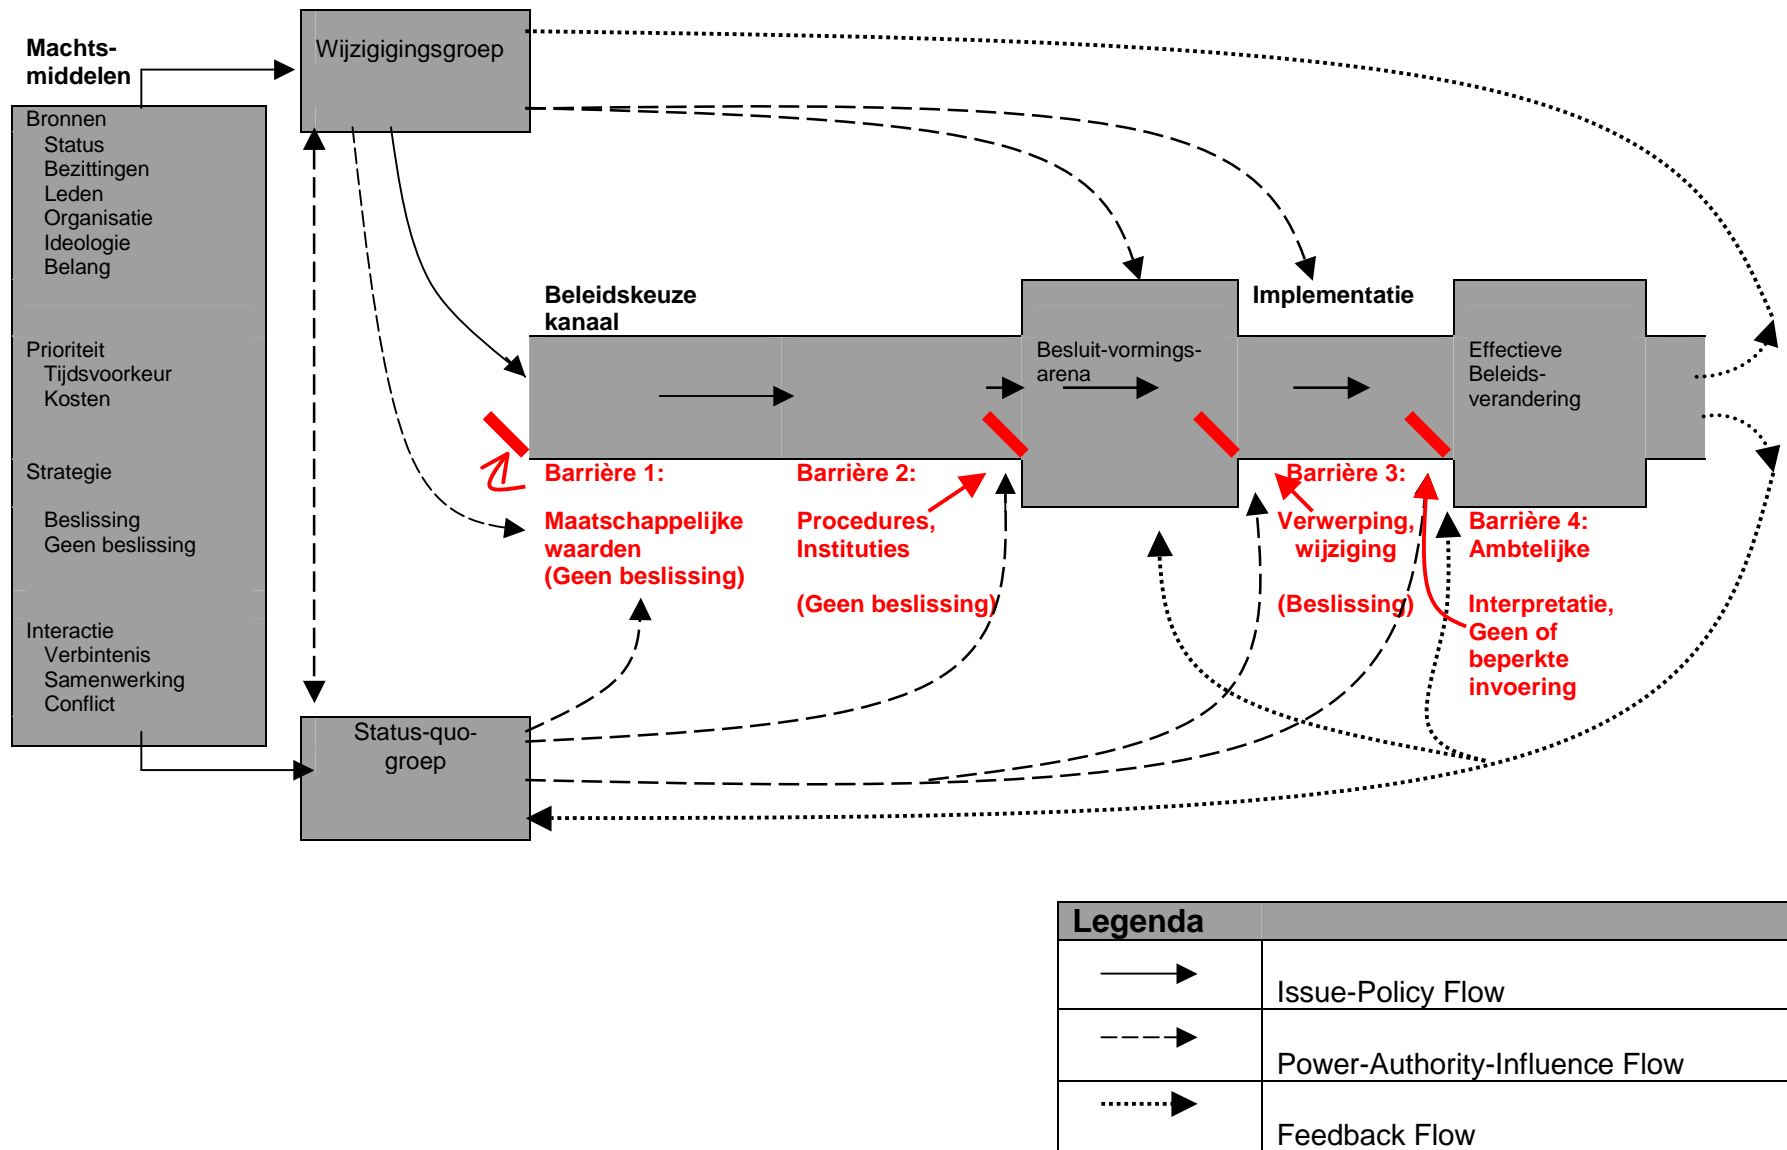 Machts-
middelen
Bronnen
Status
Bezittingen
Leden
Organisatie
Ideologie
Belang
Prioriteit
Tijdsvoorkeur
Kosten
Strategie
Beslissing
Geen beslissing
Interactie
Verbintenis
Samenwerking
Conflict
Wijzigigingsgroep
Status-quo-
groep
Beleidskeuze
kanaal
Besluit-vormings-
arena
Implementatie
Effectieve
Beleids-
verandering
Barrière 1:
Maatschappelijke
waarden
(Geen beslissing)
Barrière 2:
Procedures,
Instituties
(Geen beslissing)
Barrière 3:
Verwerping,
wijziging
(Beslissing)
Barrière 4:
Ambtelijke
Interpretatie,
Geen of
beperkte
invoering
Legenda
Issue-Policy Flow
Power-Authority-Influence Flow
Feedback Flow